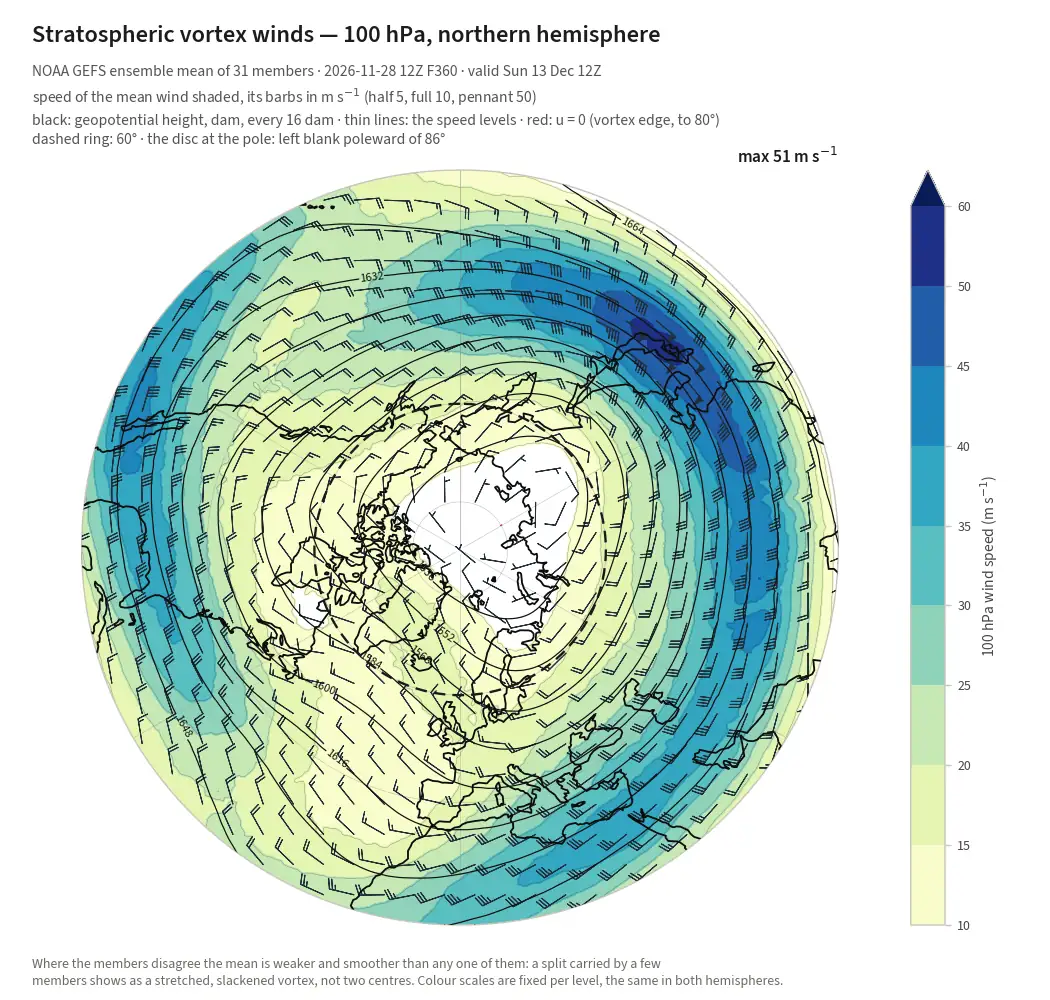 Stratospheric vortex winds — 100 hPa, northern hemisphere
NOAA GEFS ensemble mean of 31 members · 2026-11-28 12Z F360 · valid Sun 13 Dec 12Z
speed of the mean wind shaded, its barbs in m s⁻¹ (half 5, full 10, pennant 50)
black: geopotential height, dam, every 16 dam · thin lines: the speed levels · red: u = 0 (vortex edge, to 80°)
dashed ring: 60° · the disc at the pole: left blank poleward of 86°
max 51 m s⁻¹
1664
1632
1552
1568
1584
1600
1648
1616
60
50
45
40
35
30
25
20
15
10
100 hPa wind speed (m s⁻¹)
Where the members disagree the mean is weaker and smoother than any one of them: a split carried by a few
members shows as a stretched, slackened vortex, not two centres. Colour scales are fixed per level, the same in both hemispheres.